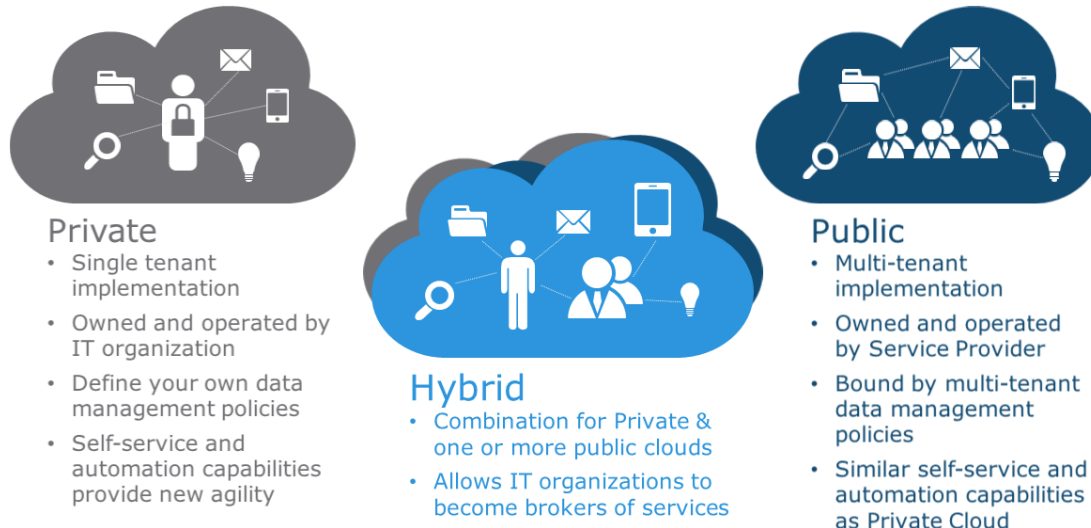 Private
• Single tenant
implementation
• Owned and operated by
IT organization
• Define your own data
management policies
• Self-service and
automation capabilities
provide new agility
Hybrid
• Combination for Private &
one or more public clouds
• Allows IT organizations to
become brokers of services
Public
• Multi-tenant
implementation
• Owned and operated
by Service Provider
• Bound by multi-tenant
data management
policies
• Similar self-service and
automation capabilities
as Private Cloud